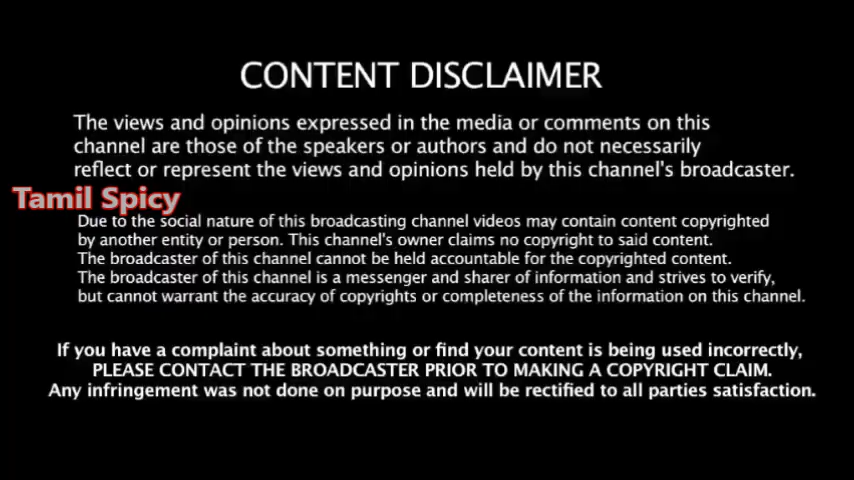 CONTENT DISCLAIMER
The views and opinions expressed in the media or comments on this
channel are those of the speakers or authors and do not necessarily
reflect or represent the views and opinions held by this channel's broadcaster.
Tamil Spicy
Due to the social nature of this broadcasting channel videos may contain content copyrighted
by another entity or person. This channel's owner claims no copyright to said content.
The broadcaster of this channel cannot be held accountable for the copyrighted content.
The broadcaster of this channel is a messenger and sharer of information and strives to verify,
but cannot warrant the accuracy of copyrights or completeness of the information on this channel.
If you have a complaint about something or find your content is being used incorrectly,
PLEASE CONTACT THE BROADCASTER PRIOR TO MAKING A COPYRIGHT CLAIM.
Any infringement was not done on purpose and will be rectified to all parties satisfaction.